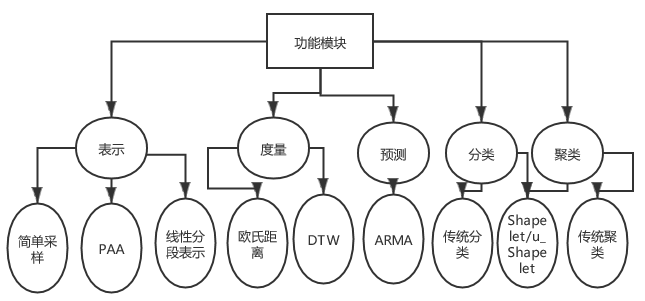 功能模块
表示
度量
预测
分类
聚类
简单采
样
PAA
线性分
段表示
欧氏距
离
DTW
ARMA
传统分
类
Shape
let/u_
Shape
let
传统聚
类